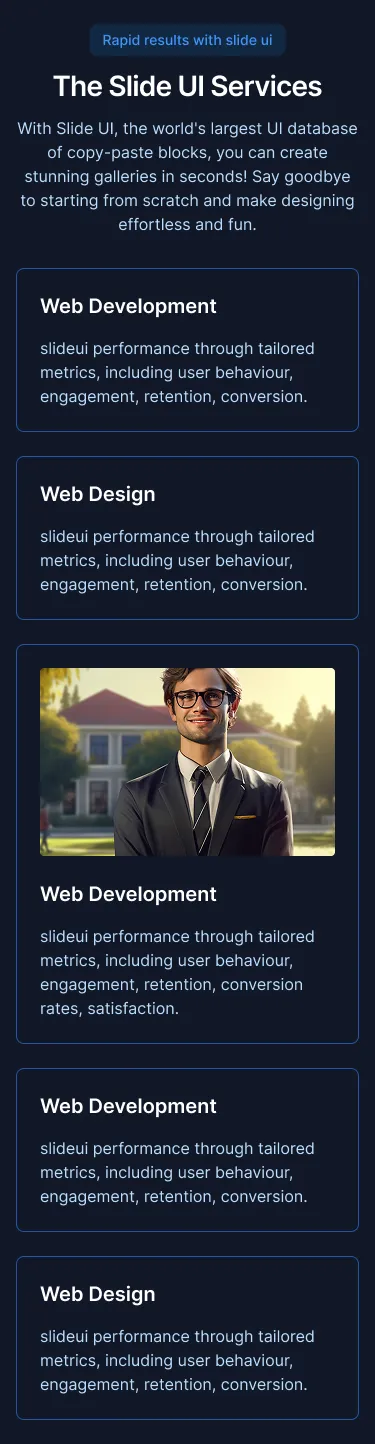 Rapid results with slide ui
The Slide UI Services
With Slide UI, the world's largest UI database
of copy-paste blocks, you can create
stunning galleries in seconds! Say goodbye
to starting from scratch and make designing
effortless and fun.
Web Development
slideui performance through tailored
metrics, including user behaviour,
engagement, retention, conversion.
Web Design
slideui performance through tailored
metrics, including user behaviour,
engagement, retention, conversion.
Web Development
slideui performance through tailored
metrics, including user behaviour,
engagement, retention, conversion
rates, satisfaction.
Web Development
slideui performance through tailored
metrics, including user behaviour,
engagement, retention, conversion.
Web Design
slideui performance through tailored
metrics, including user behaviour,
engagement, retention, conversion.